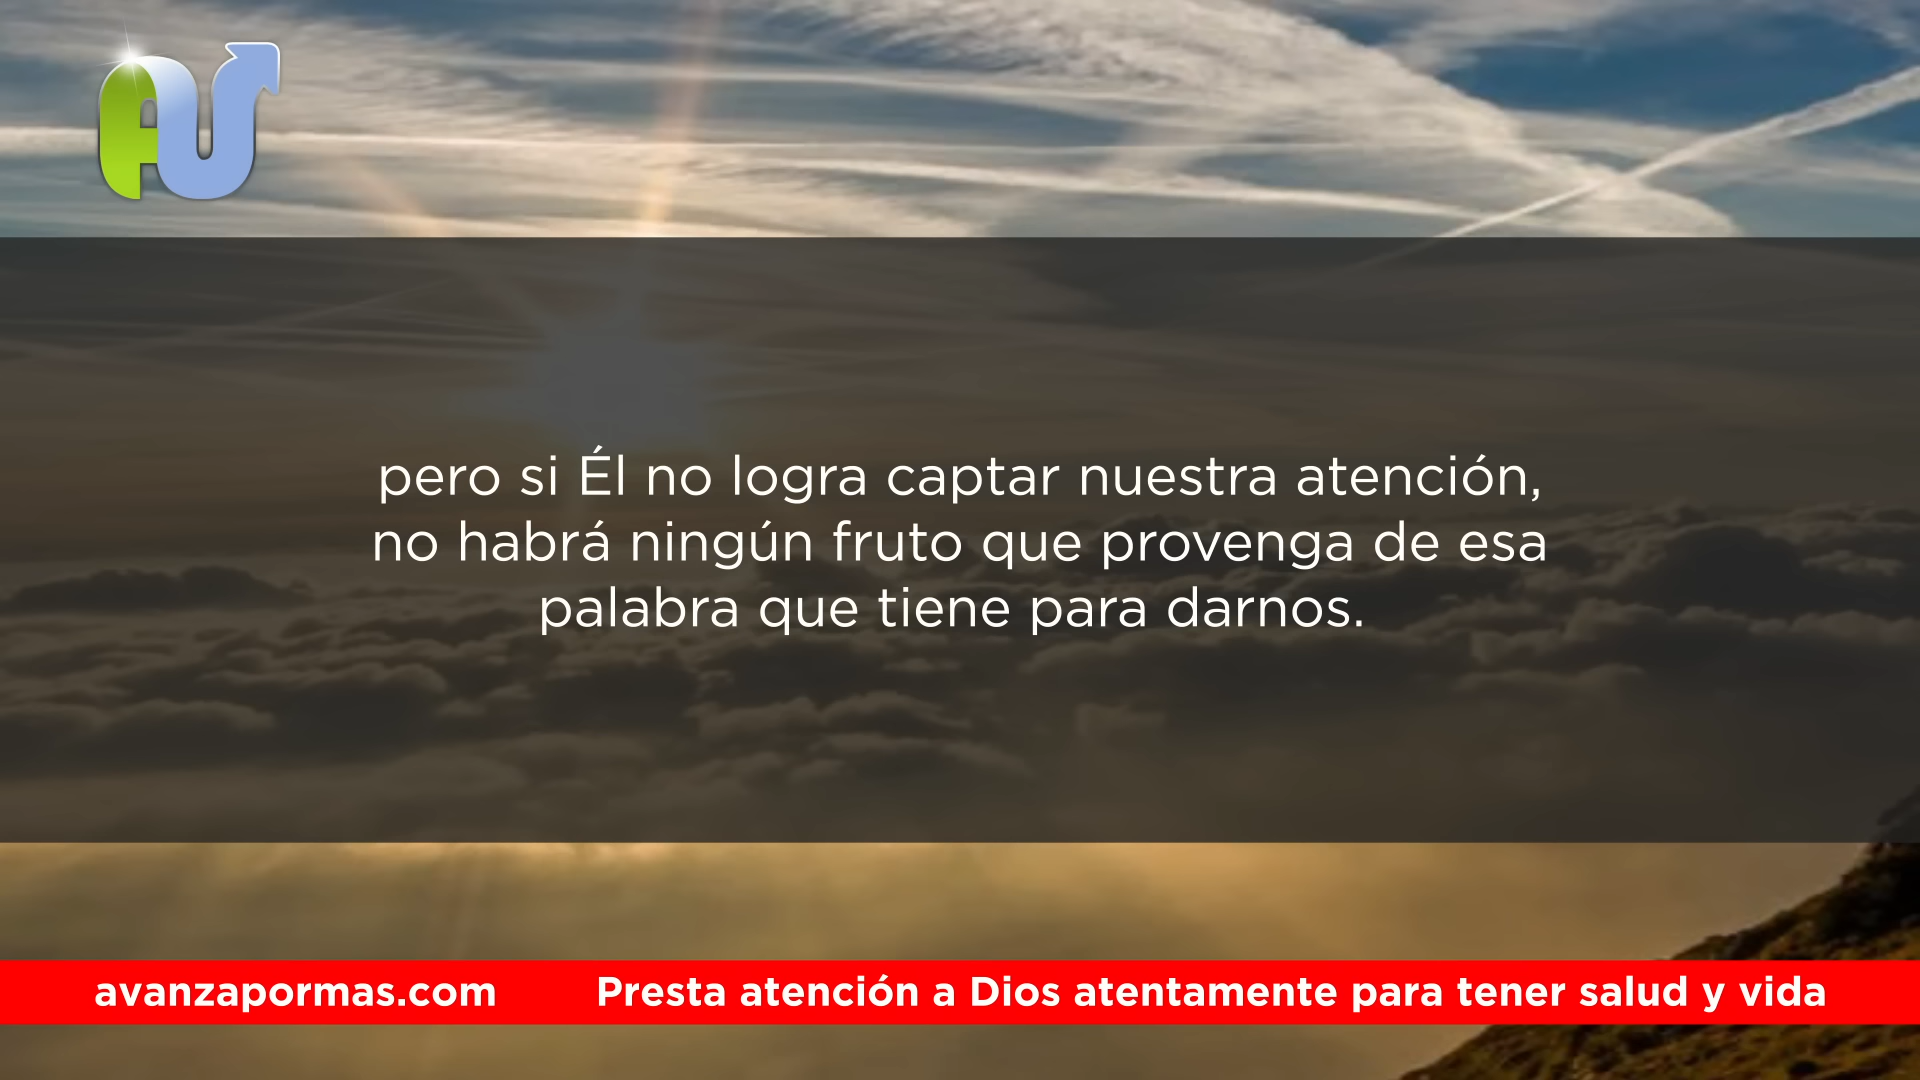 pero si Él no logra captar nuestra atención,
no habrá ningún fruto que provenga de esa
palabra que tiene para darnos.
avanzapormas.com Presta atención a Dios atentamente para tener salud y vida